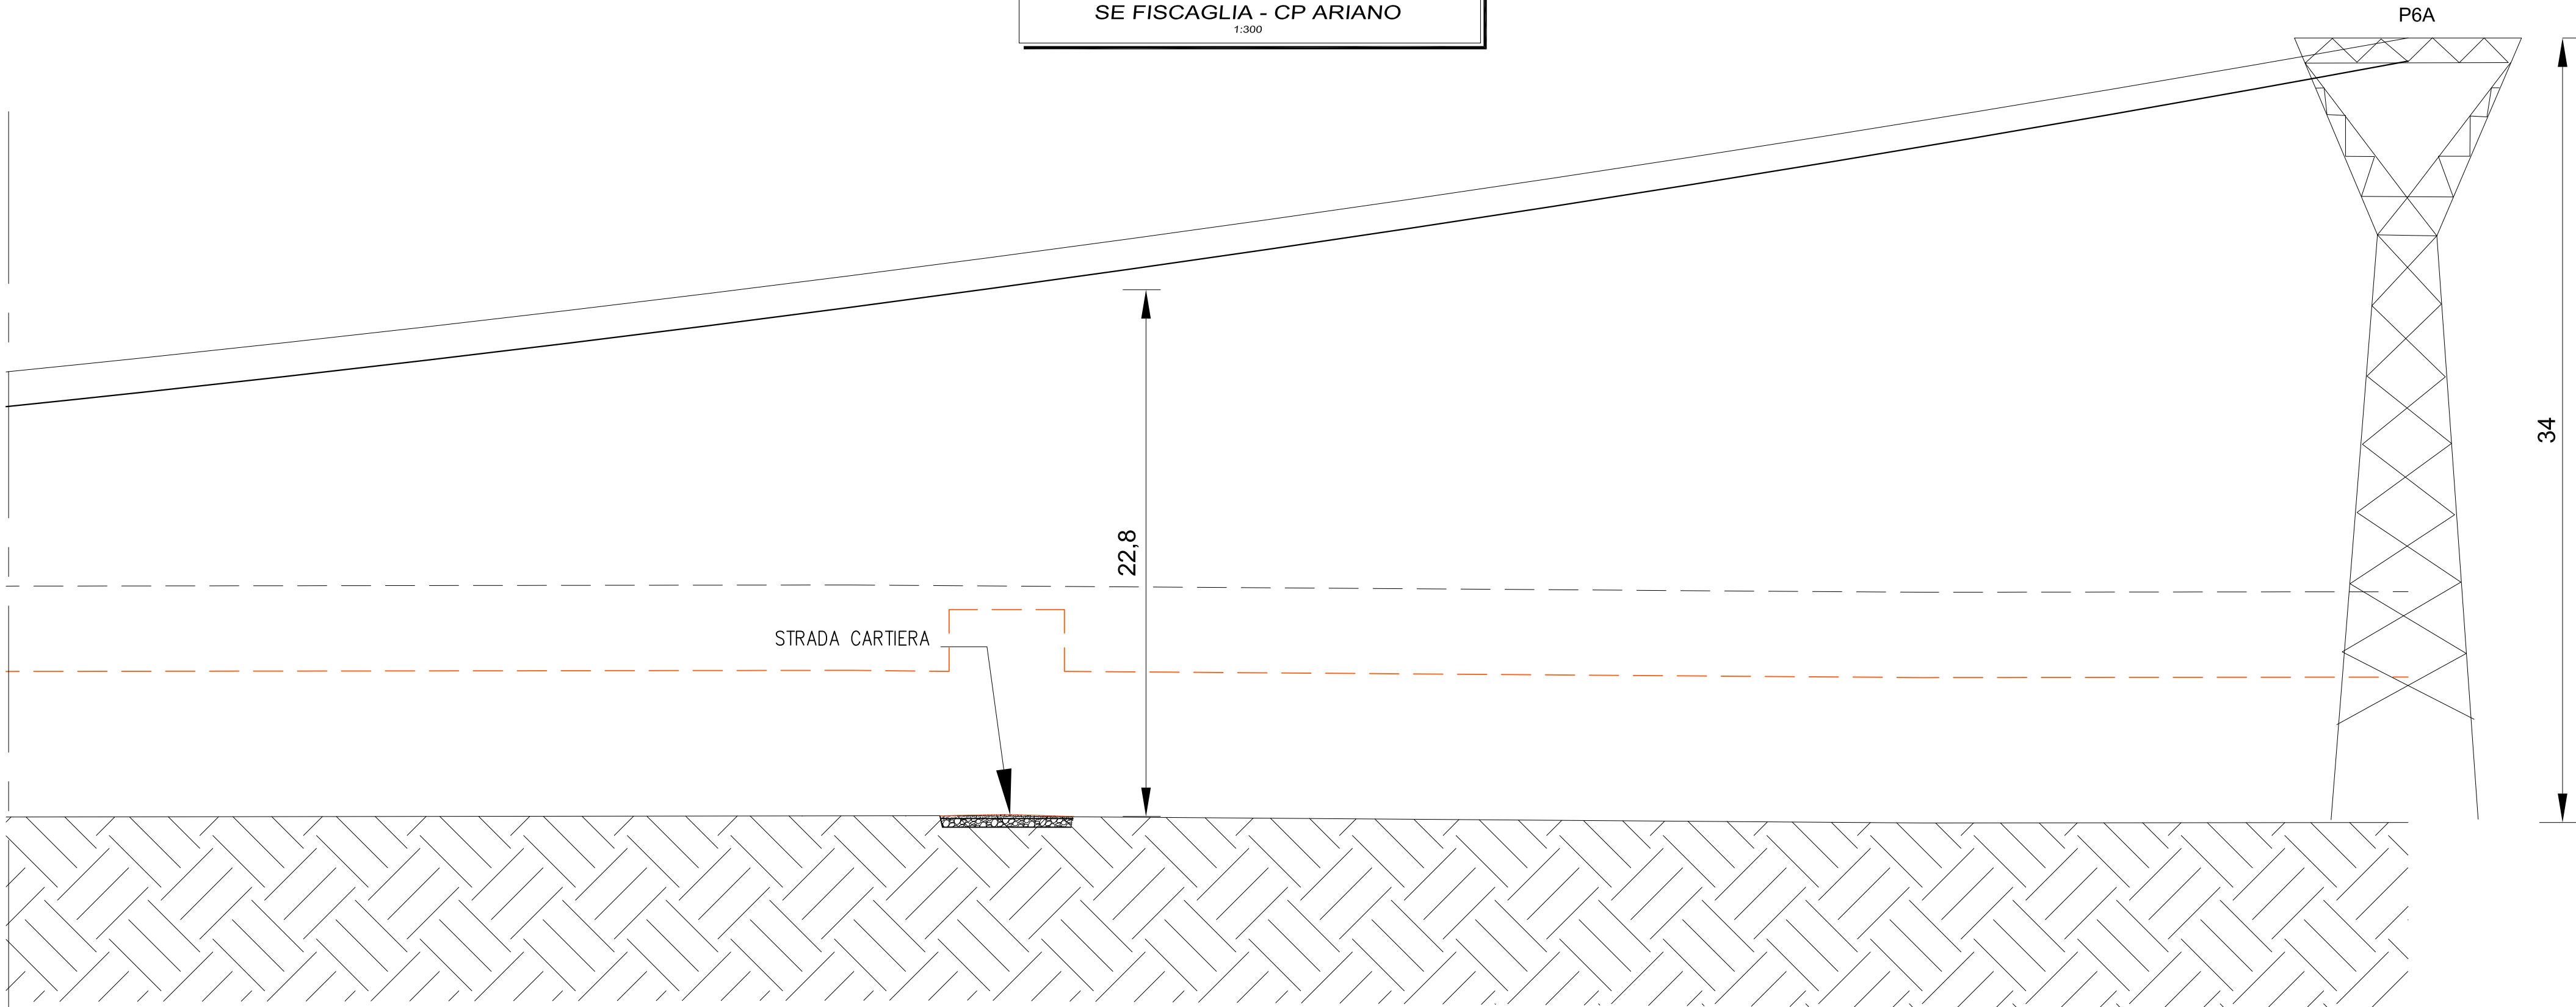 SE FISCAGLIA - CP ARIANO
1:300
P6A
34
22,8
STRADA CARTIERA